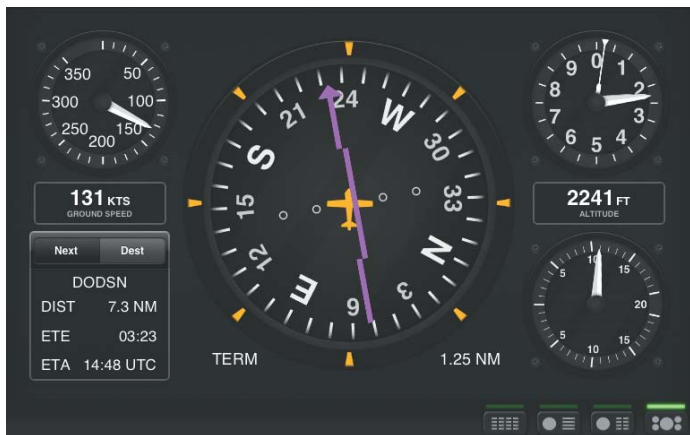 350
50
300
100
250
150
200
131 KTS
GROUND SPEED
Next
Dest
DODSN
DIST 7.3 NM
ETE 03:23
ETA 14:48 UTC
21
24
W
30
33
N
3
6
E
12
15
S
TERM
1.25 NM
0
1
2
3
4
5
6
7
8
9
2241 FT
ALTITUDE
5
10
15
20
5
10
15